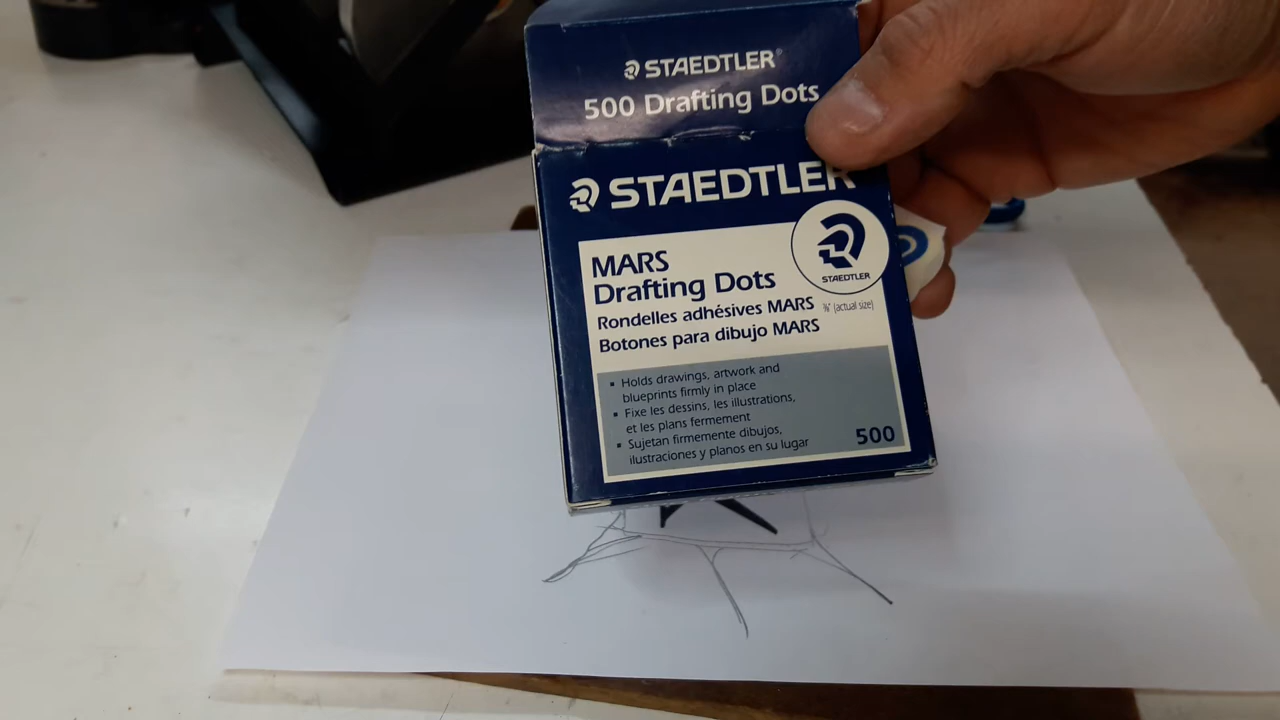 STAEDTLER®
500 Drafting Dots
STAEDTLER
MARS
Drafting Dots
STAEDTLER
Rondelles adhésives MARS
⅞" (actual size)
Botones para dibujo MARS
▪ Holds drawings, artwork and
blueprints firmly in place
▪ Fixe les dessins, les illustrations,
et les plans fermement
▪ Sujetan firmemente dibujos,
ilustraciones y planos en su lugar
500